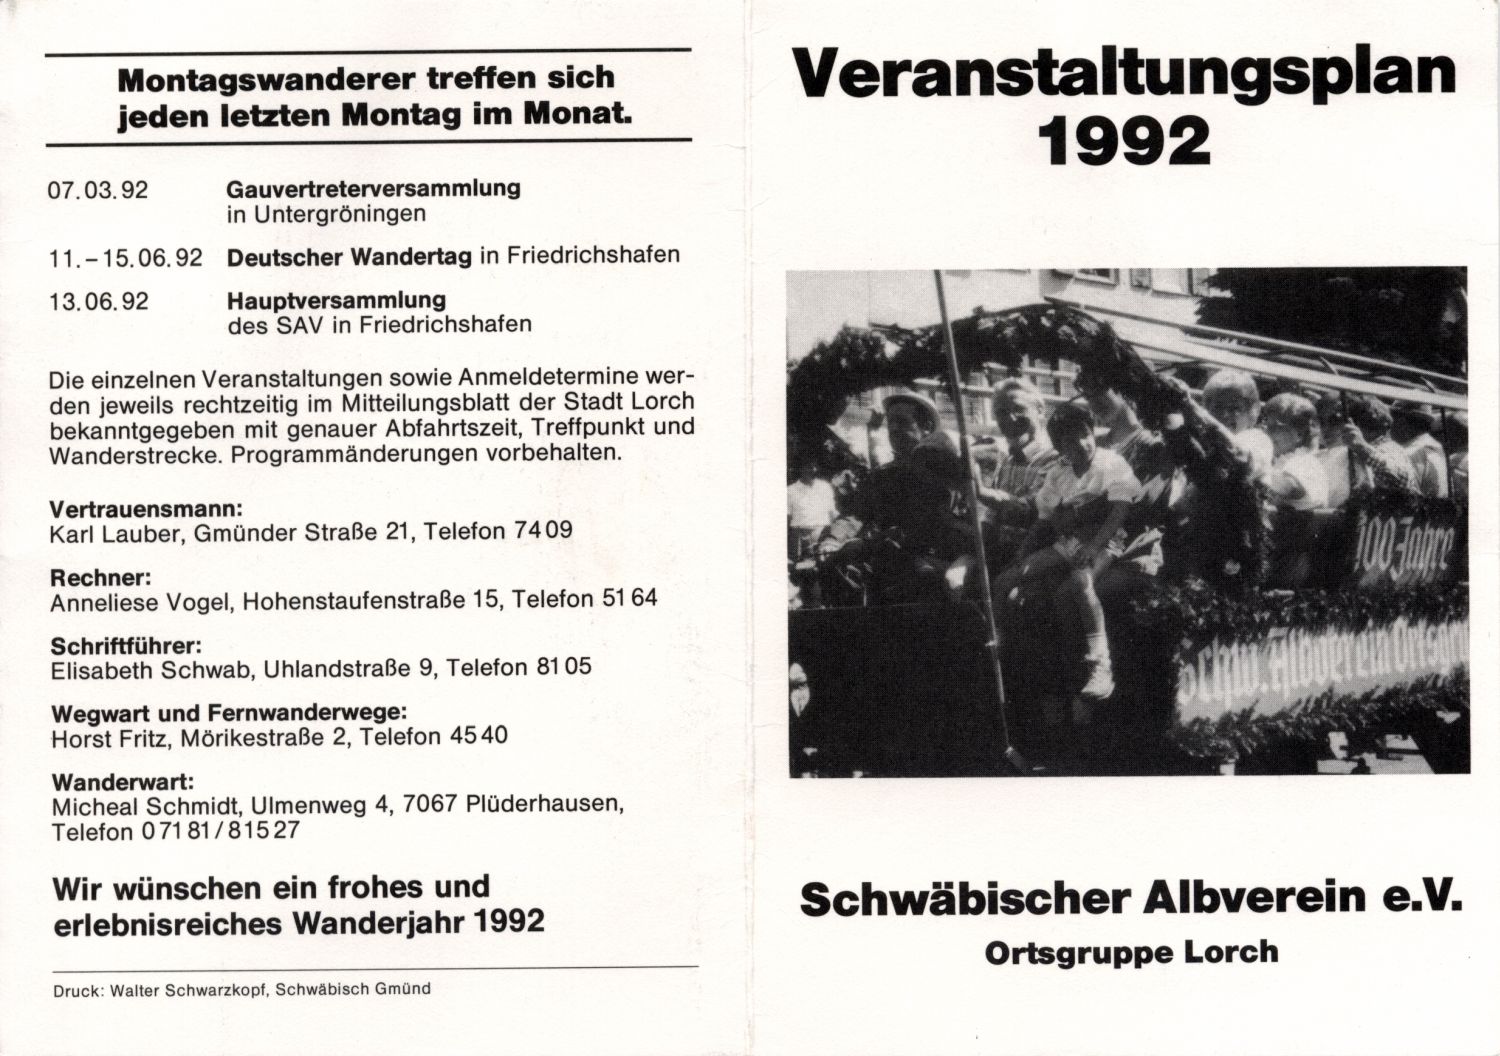 Montagswanderer treffen sich
jeden letzten Montag im Monat.
07.03.92 Gauvertreterversammlung
in Untergröningen
11.–15.06.92 Deutscher Wandertag in Friedrichshafen
13.06.92 Hauptversammlung
des SAV in Friedrichshafen
Die einzelnen Veranstaltungen sowie Anmeldetermine wer-
den jeweils rechtzeitig im Mitteilungsblatt der Stadt Lorch
bekanntgegeben mit genauer Abfahrtszeit, Treffpunkt und
Wanderstrecke. Programmänderungen vorbehalten.
Vertrauensmann:
Karl Lauber, Gmünder Straße 21, Telefon 7409
Rechner:
Anneliese Vogel, Hohenstaufenstraße 15, Telefon 5164
Schriftführer:
Elisabeth Schwab, Uhlandstraße 9, Telefon 8105
Wegwart und Fernwanderwege:
Horst Fritz, Mörikestraße 2, Telefon 4540
Wanderwart:
Micheal Schmidt, Ulmenweg 4, 7067 Plüderhausen,
Telefon 07181/81527
Wir wünschen ein frohes und
erlebnisreiches Wanderjahr 1992
Druck: Walter Schwarzkopf, Schwäbisch Gmünd
Veranstaltungsplan
1992
100 Jahre
Schw. Albverein
Schwäbischer Albverein e.V.
Ortsgruppe Lorch